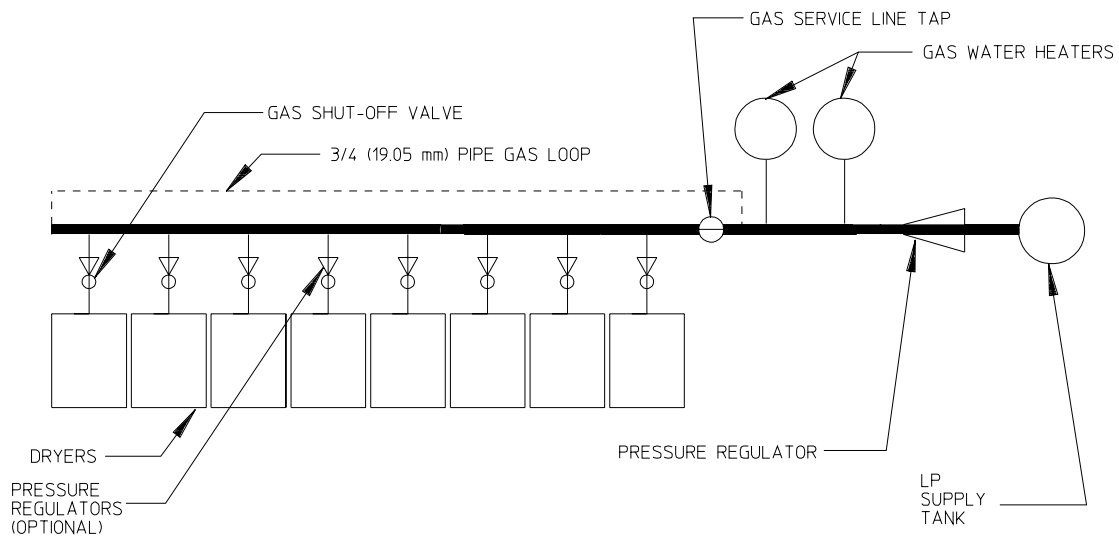 GAS SERVICE LINE TAP
GAS WATER HEATERS
GAS SHUT-OFF VALVE
3/4 (19.05 mm) PIPE GAS LOOP
DRYERS
PRESSURE
REGULATORS
(OPTIONAL)
PRESSURE REGULATOR
LP
SUPPLY
TANK